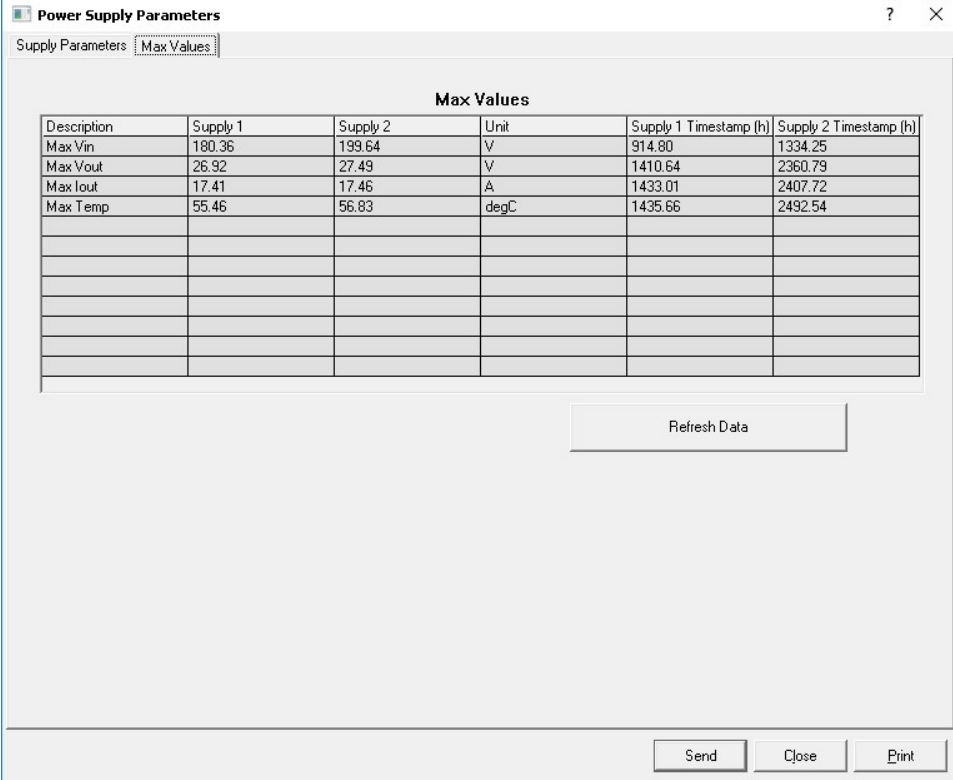 Power Supply Parameters ? ×
Supply Parameters Max Values
Max Values
Description Supply 1 Supply 2 Unit Supply 1 Timestamp (h) Supply 2 Timestamp (h)
Max Vin 180.36 199.64 V 914.80 1334.25
Max Vout 26.92 27.49 V 1410.64 2360.79
Max Iout 17.41 17.46 A 1433.01 2407.72
Max Temp 55.46 56.83 degC 1435.66 2492.54
Refresh Data
Send Close Print